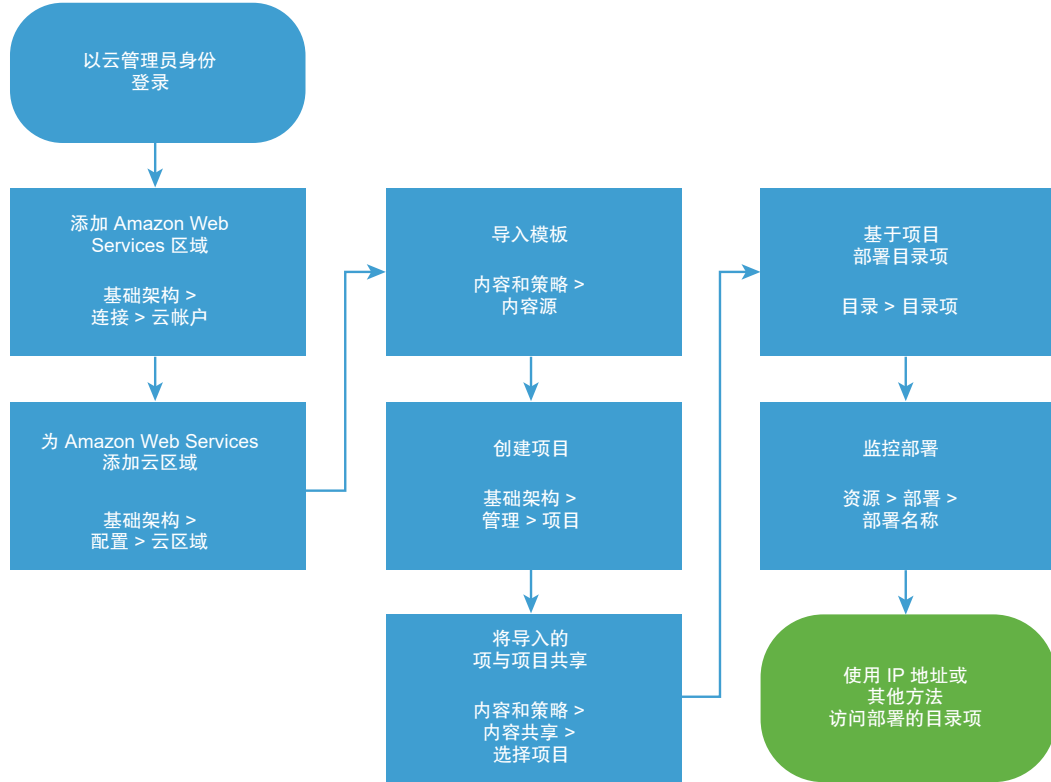 以云管理员身份
登录
添加 Amazon Web
Services 区域
基础架构 >
连接 > 云帐户
为 Amazon Web Services
添加云区域
基础架构 >
配置 > 云区域
导入模板
内容和策略 >
内容源
创建项目
基础架构 >
管理 > 项目
将导入的
项与项目共享
内容和策略 >
内容共享 >
选择项目
基于项目
部署目录项
目录 > 目录项
监控部署
资源 > 部署 >
部署名称
使用 IP 地址或
其他方法
访问部署的目录项